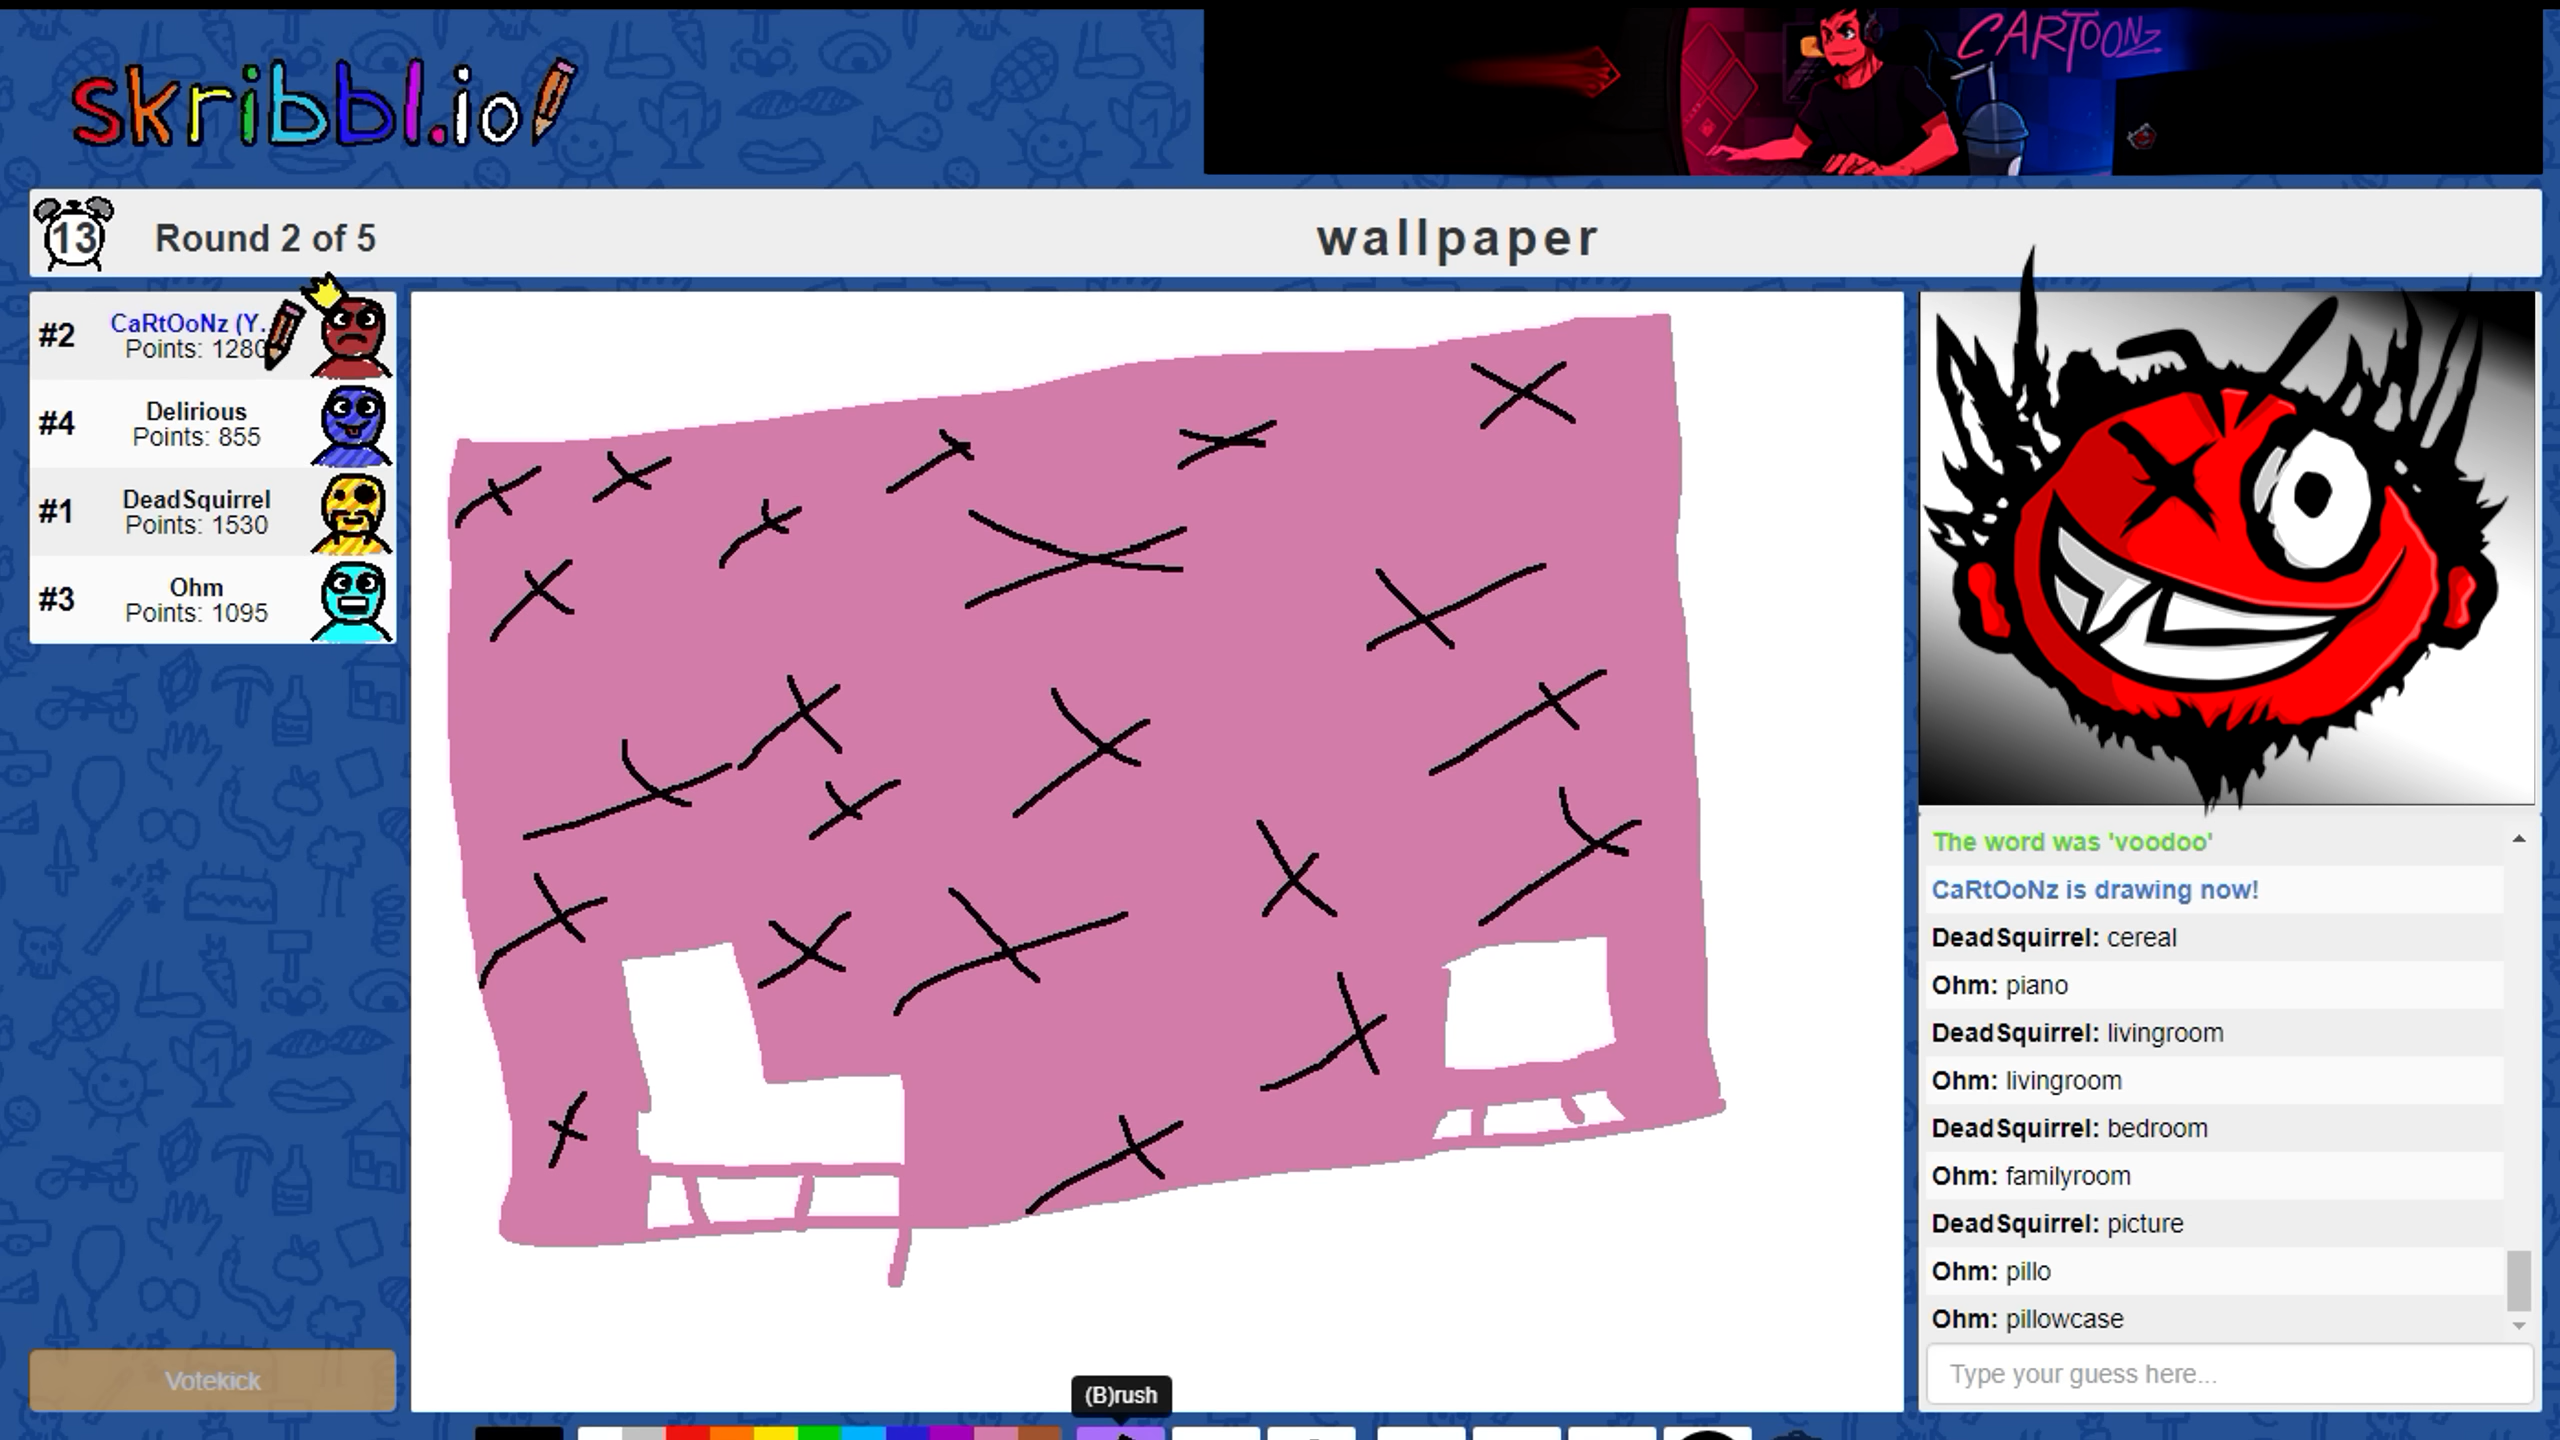 skribbl.io
CARTOONZ
13
Round 2 of 5
wallpaper
#2
CaRtOoNz (Y.
Points: 1280
#4
Delirious
Points: 855
#1
DeadSquirrel
Points: 1530
#3
Ohm
Points: 1095
The word was 'voodoo'
CaRtOoNz is drawing now!
DeadSquirrel: cereal
Ohm: piano
DeadSquirrel: livingroom
Ohm: livingroom
DeadSquirrel: bedroom
Ohm: familyroom
DeadSquirrel: picture
Ohm: pillo
Ohm: pillowcase
Type your guess here...
Votekick
(B)rush